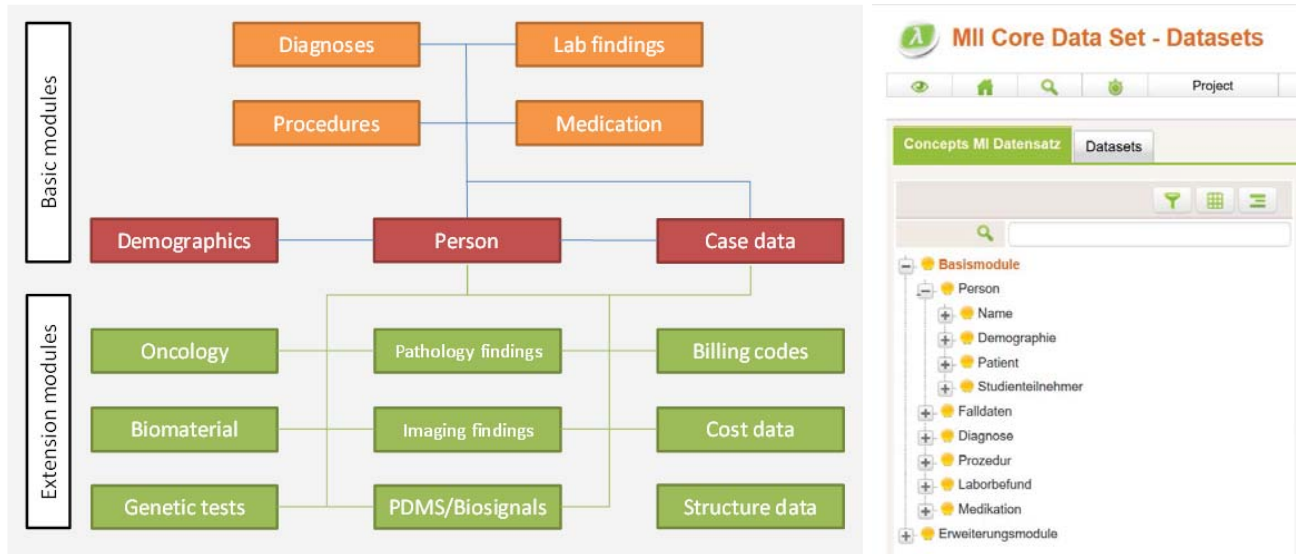 Basic modules
Diagnoses
Lab findings
Procedures
Medication
Demographics
Person
Case data
Extension modules
Oncology
Pathology findings
Billing codes
Biomaterial
Imaging findings
Cost data
Genetic tests
PDMS/Biosignals
Structure data
λ
MII Core Data Set - Datasets
Project
Concepts MI Datensatz
Datasets
Basismodule
Person
Name
Demographie
Patient
Studienteilnehmer
Falldaten
Diagnose
Prozedur
Laborbefund
Medikation
Erweiterungsmodule